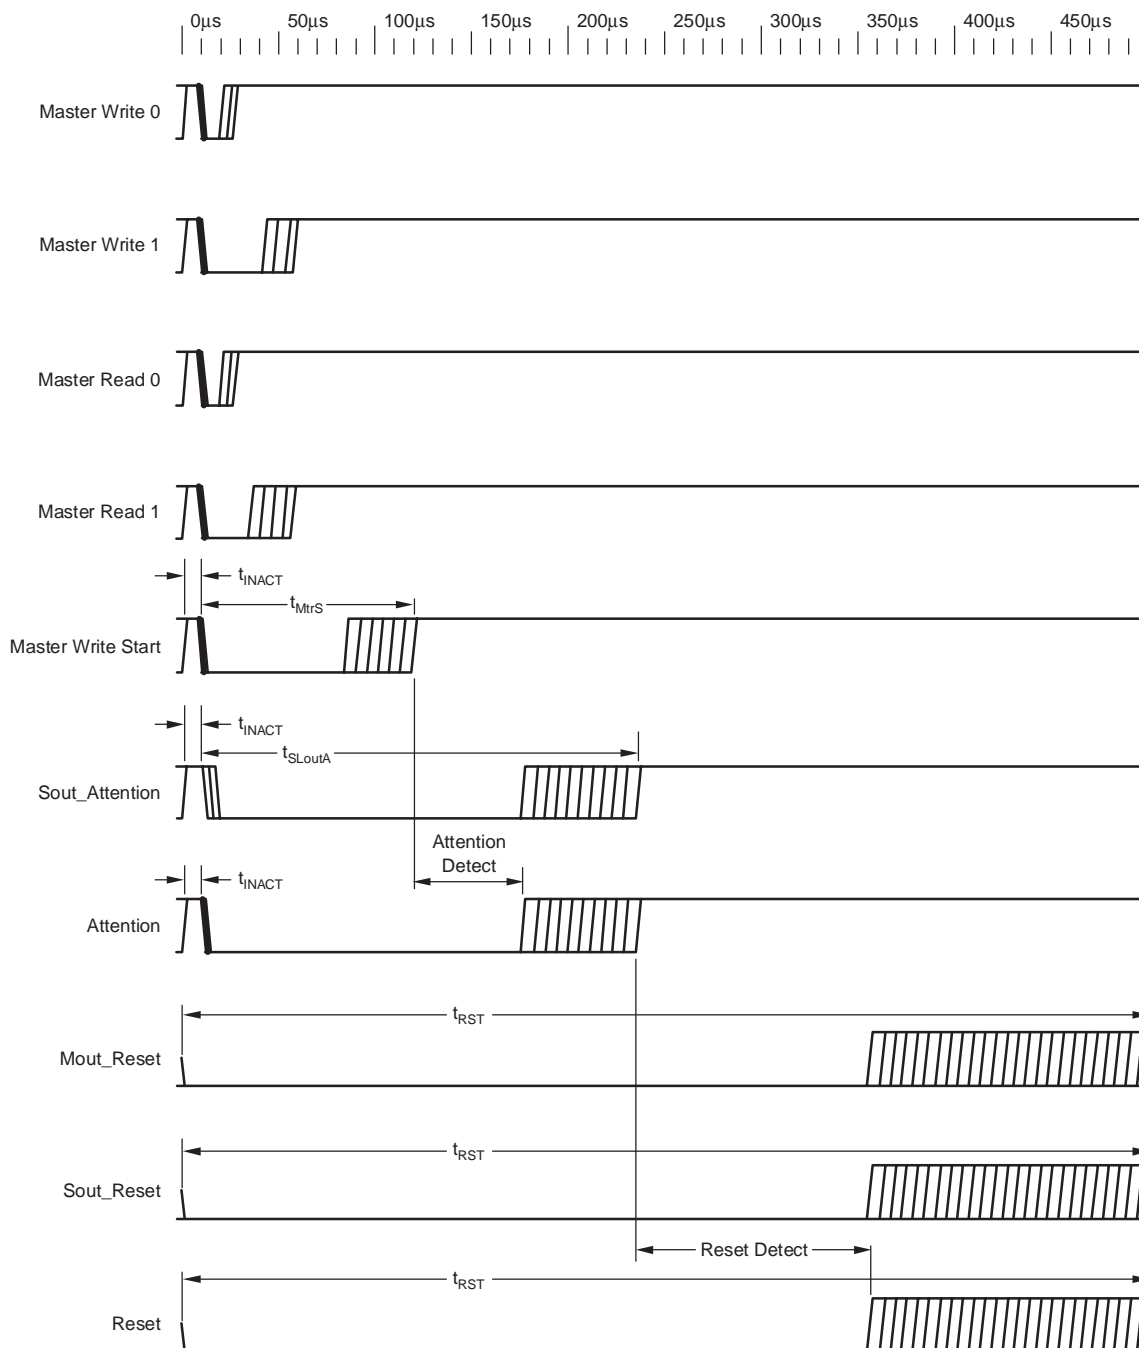 0μs 50μs 100μs 150μs 200μs 250μs 300μs 350μs 400μs 450μs
Master Write 0
Master Write 1
Master Read 0
Master Read 1
tINACT
tMtrS
Master Write Start
tINACT
tSLoutA
Sout_Attention
Attention
Detect
tINACT
Attention
tRST
Mout_Reset
tRST
Sout_Reset
Reset Detect
tRST
Reset